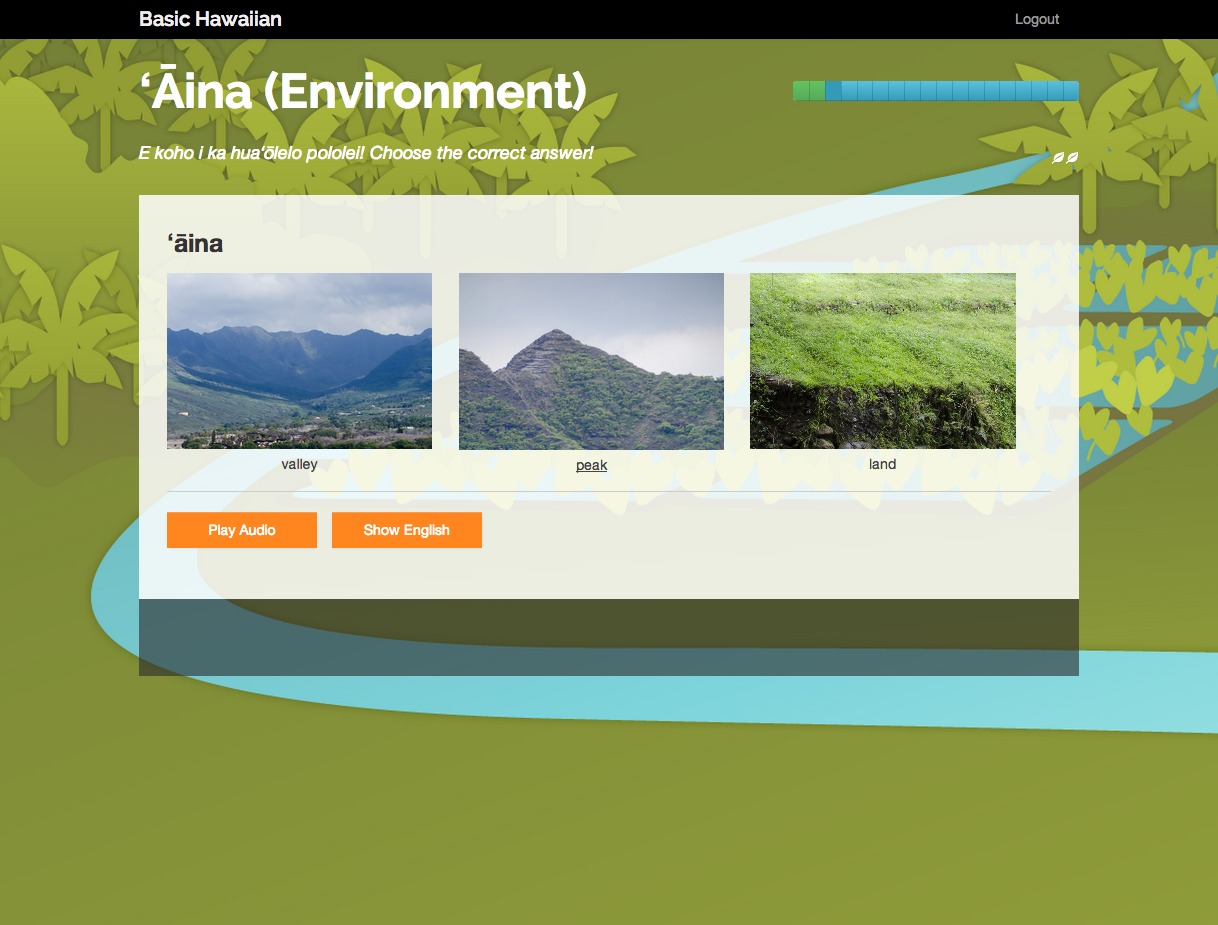 Basic Hawaiian
Logout
ʻĀina (Environment)
E koho i ka huaʻōlelo pololei! Choose the correct answer!
ʻāina
valley
peak
land
Play Audio
Show English